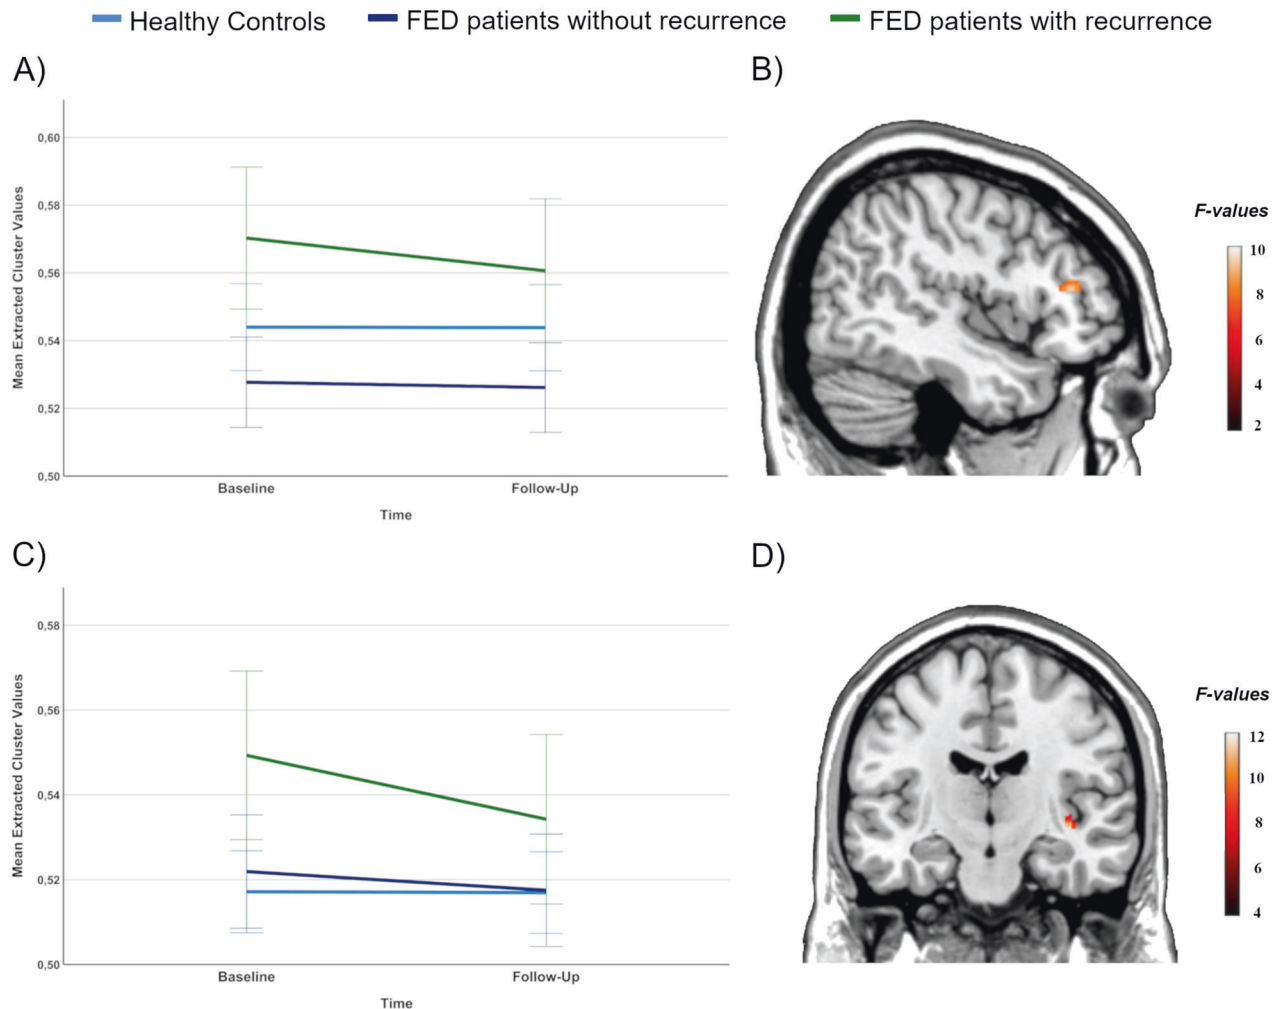 Healthy Controls FED patients without recurrence FED patients with recurrence
A)
Mean Extracted Cluster Values
0,60
0,58
0,56
0,54
0,52
0,50
Baseline Follow-Up
Time
B)
F-values
10
8
6
4
2
C)
Mean Extracted Cluster Values
0,58
0,56
0,54
0,52
0,50
Baseline Follow-Up
Time
D)
F-values
12
10
8
6
4